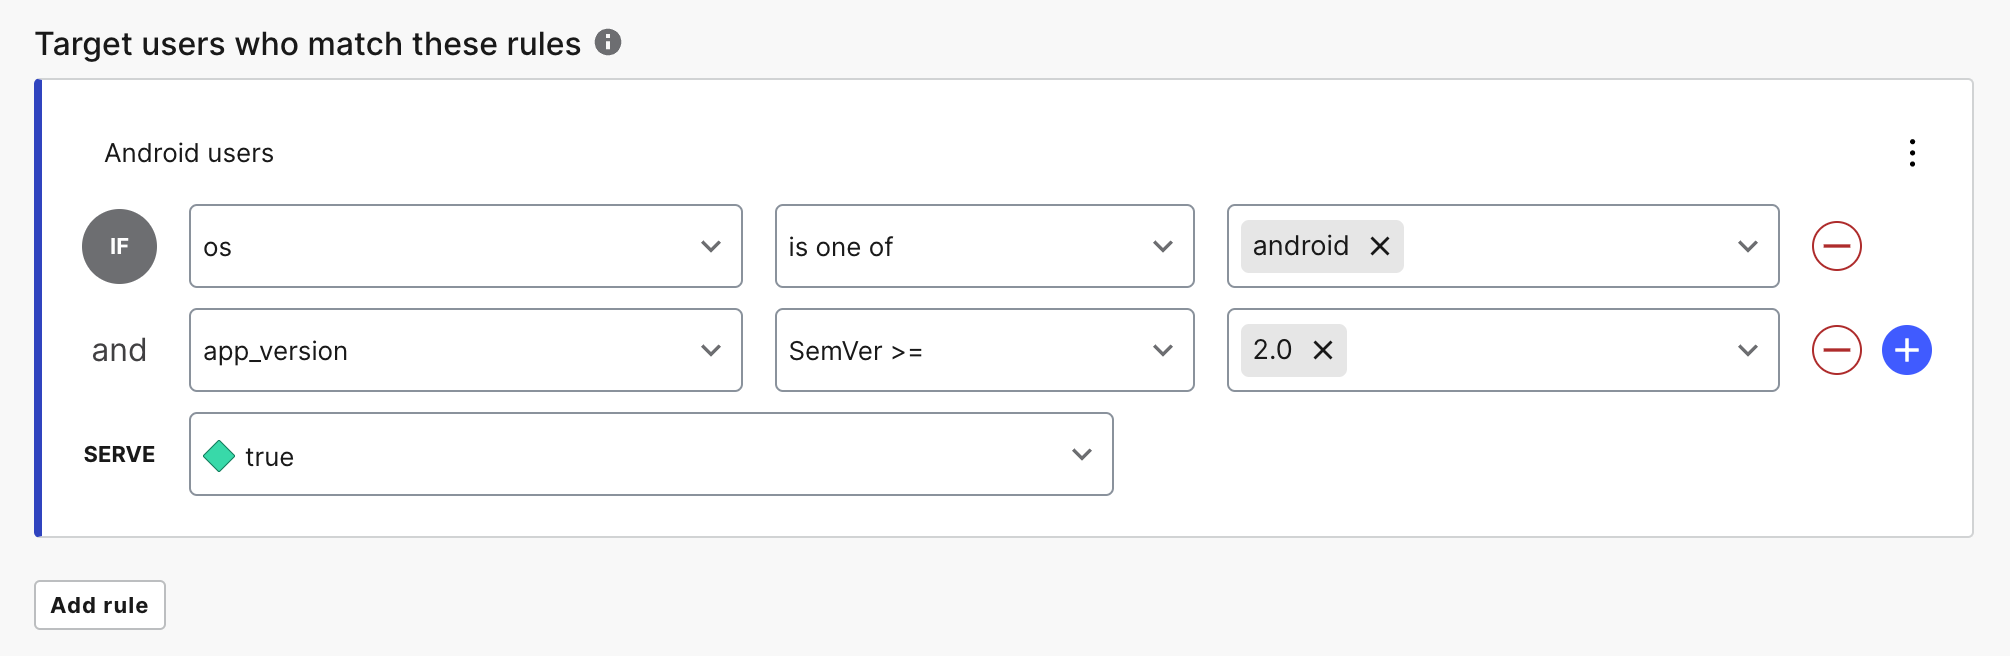 Target users who match these rules
Android users
IF os is one of android
and app_version SemVer >= 2.0
SERVE true
Add rule